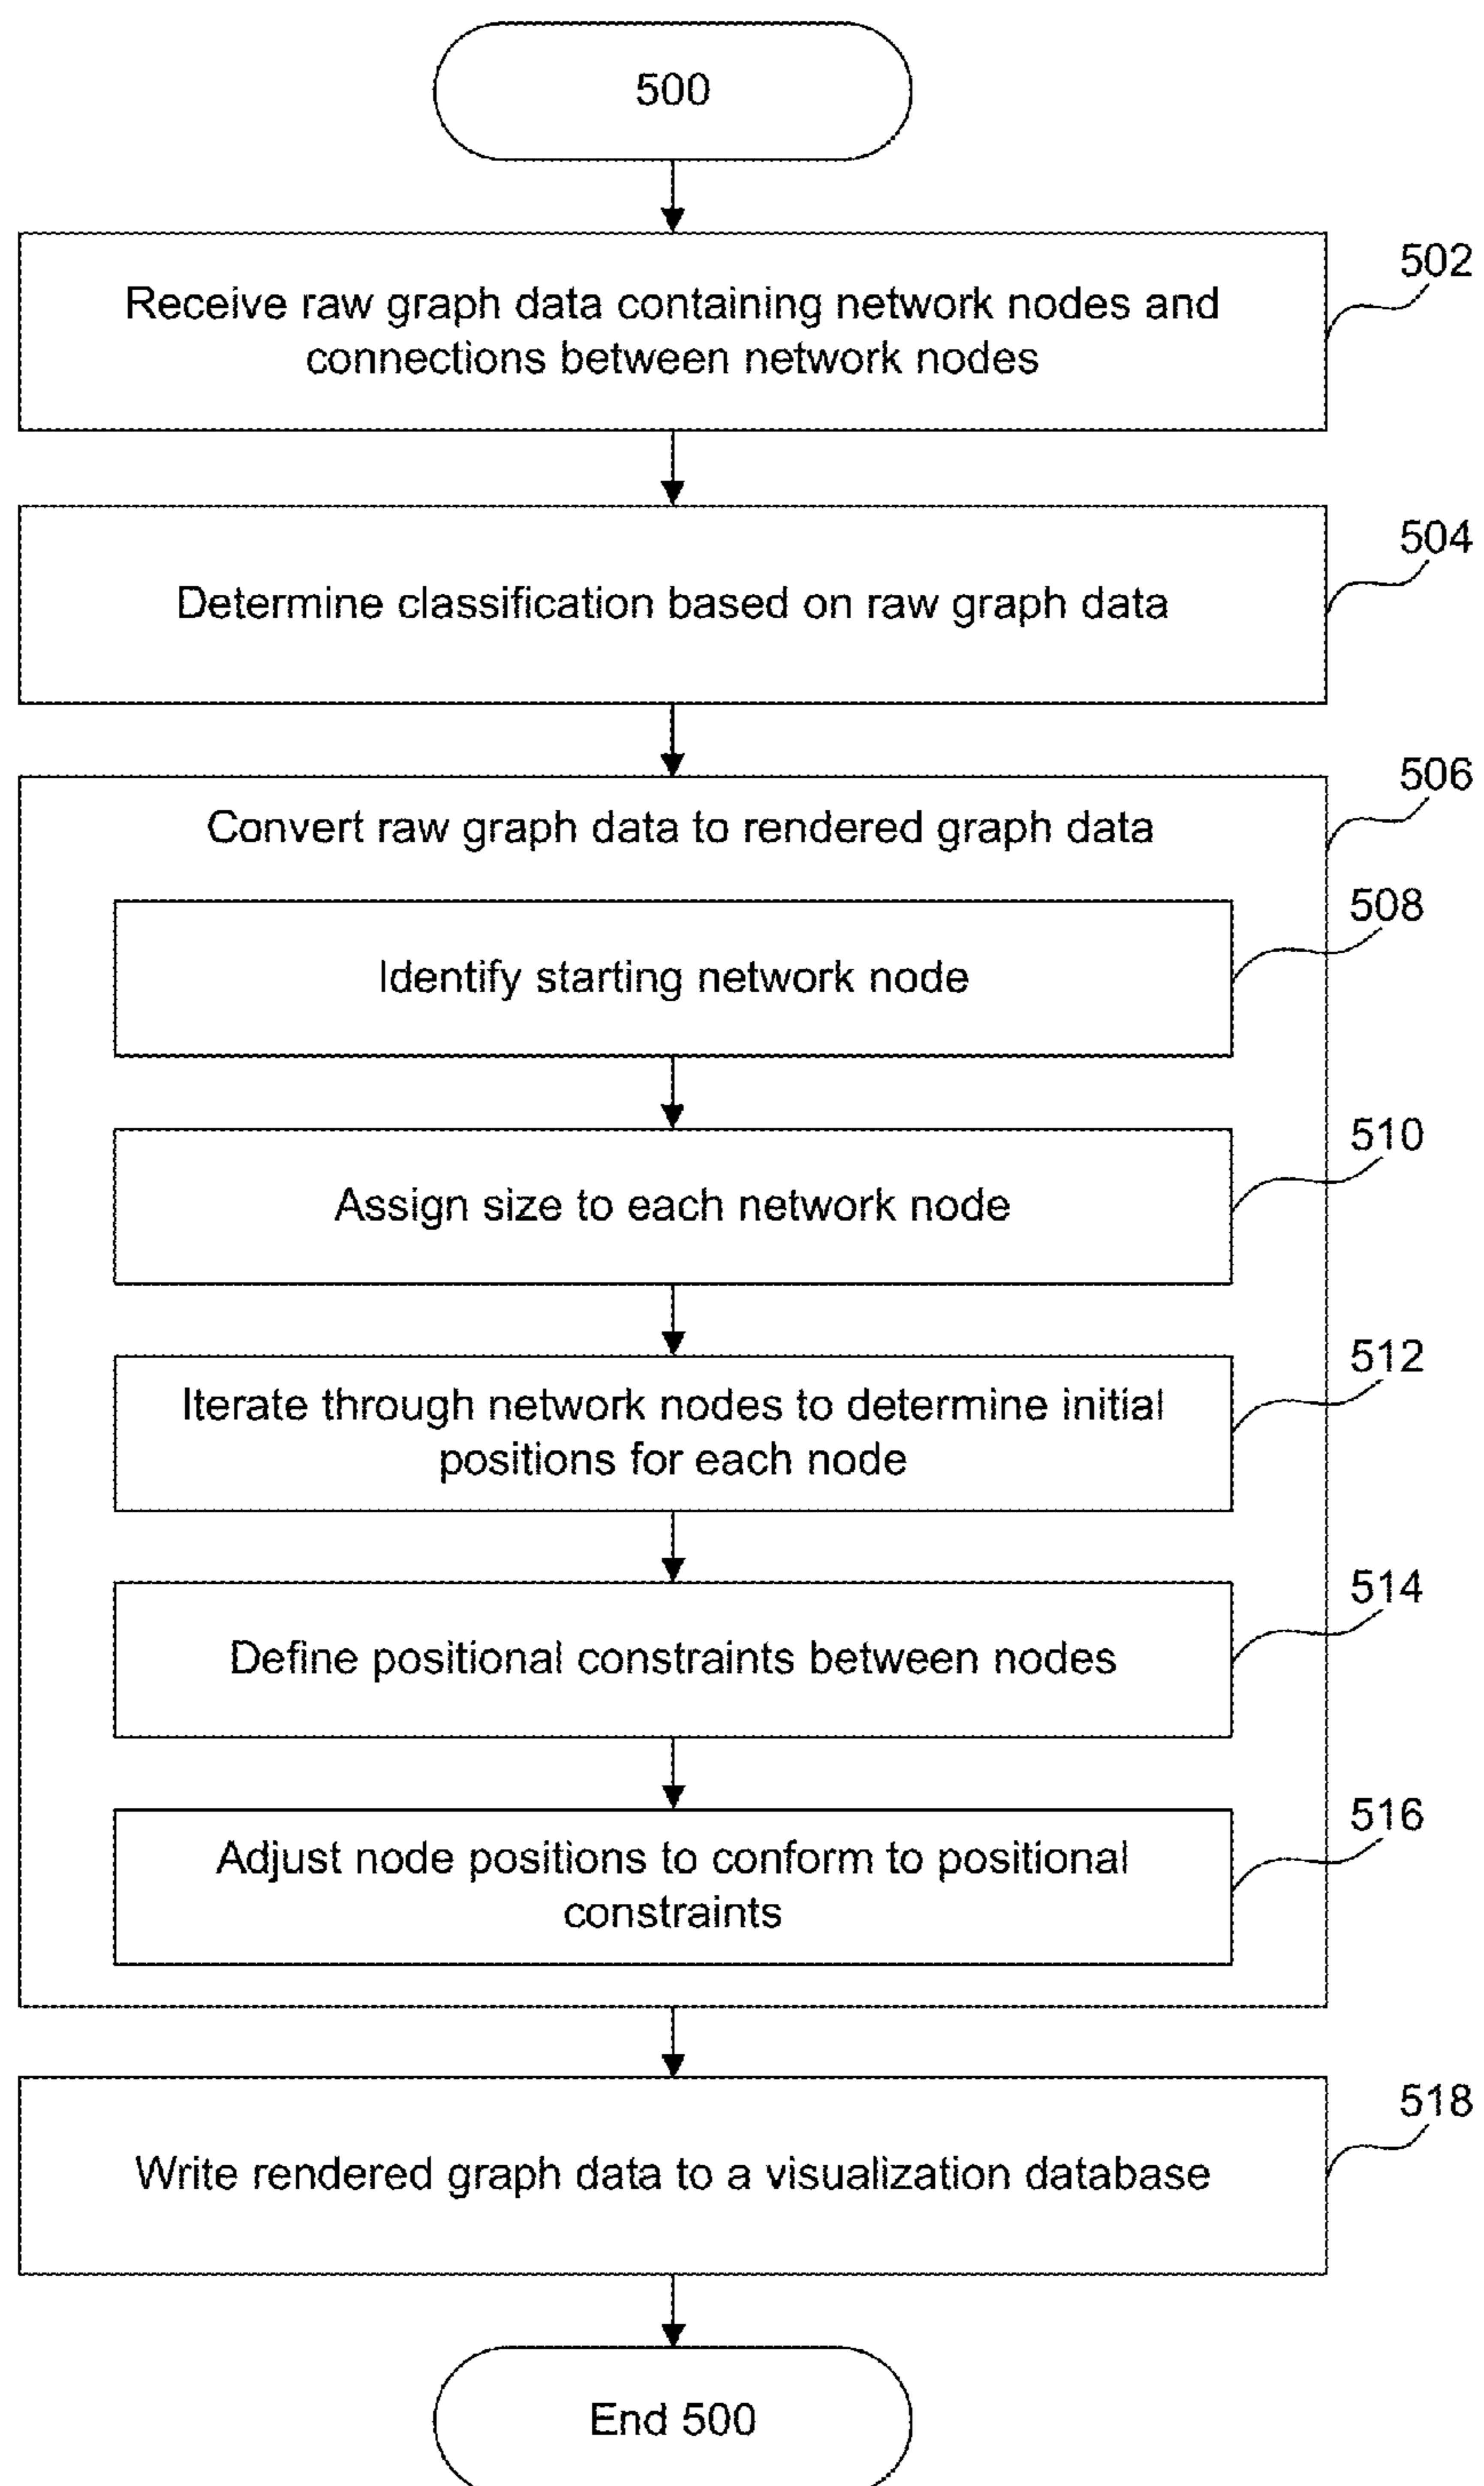 500
Receive raw graph data containing network nodes and
connections between network nodes
502
Determine classification based on raw graph data
504
Convert raw graph data to rendered graph data
506
Identify starting network node
508
Assign size to each network node
510
Iterate through network nodes to determine initial
positions for each node
512
Define positional constraints between nodes
514
Adjust node positions to conform to positional
constraints
516
Write rendered graph data to a visualization database
518
End 500